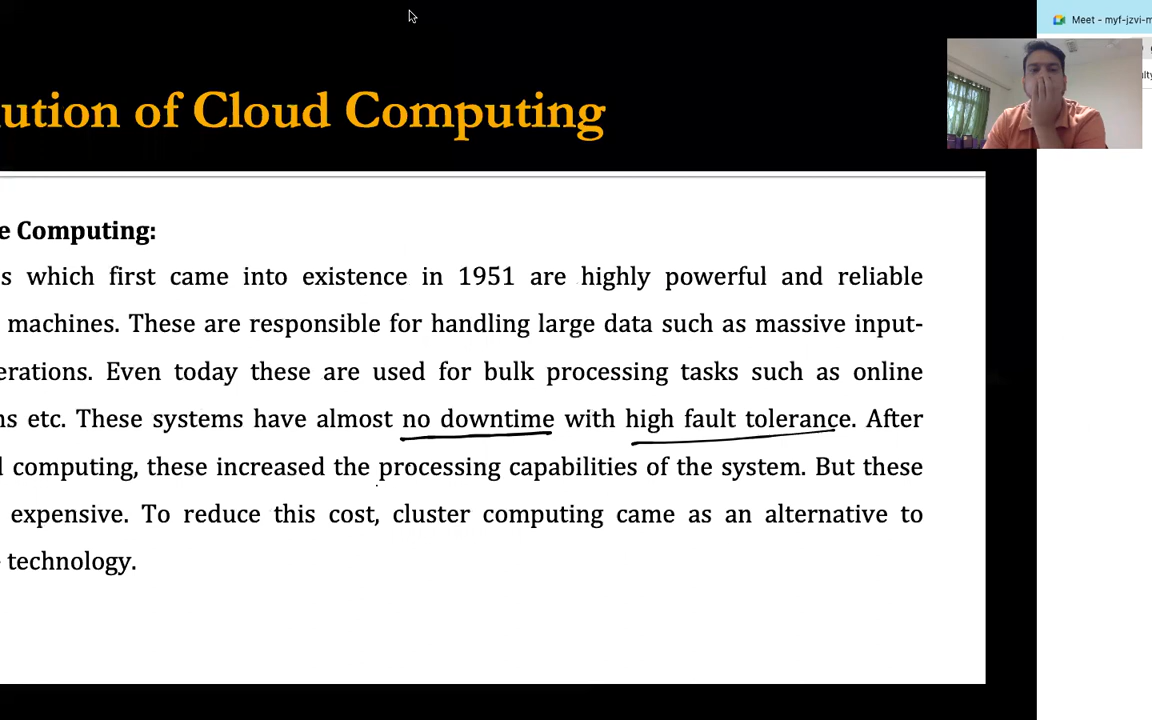 Meet - myf-jzvi-m
ution of Cloud Computing
e Computing:
s which first came into existence in 1951 are highly powerful and reliable
machines. These are responsible for handling large data such as massive input-
erations. Even today these are used for bulk processing tasks such as online
ns etc. These systems have almost no downtime with high fault tolerance. After
computing, these increased the processing capabilities of the system. But these
expensive. To reduce this cost, cluster computing came as an alternative to
technology.